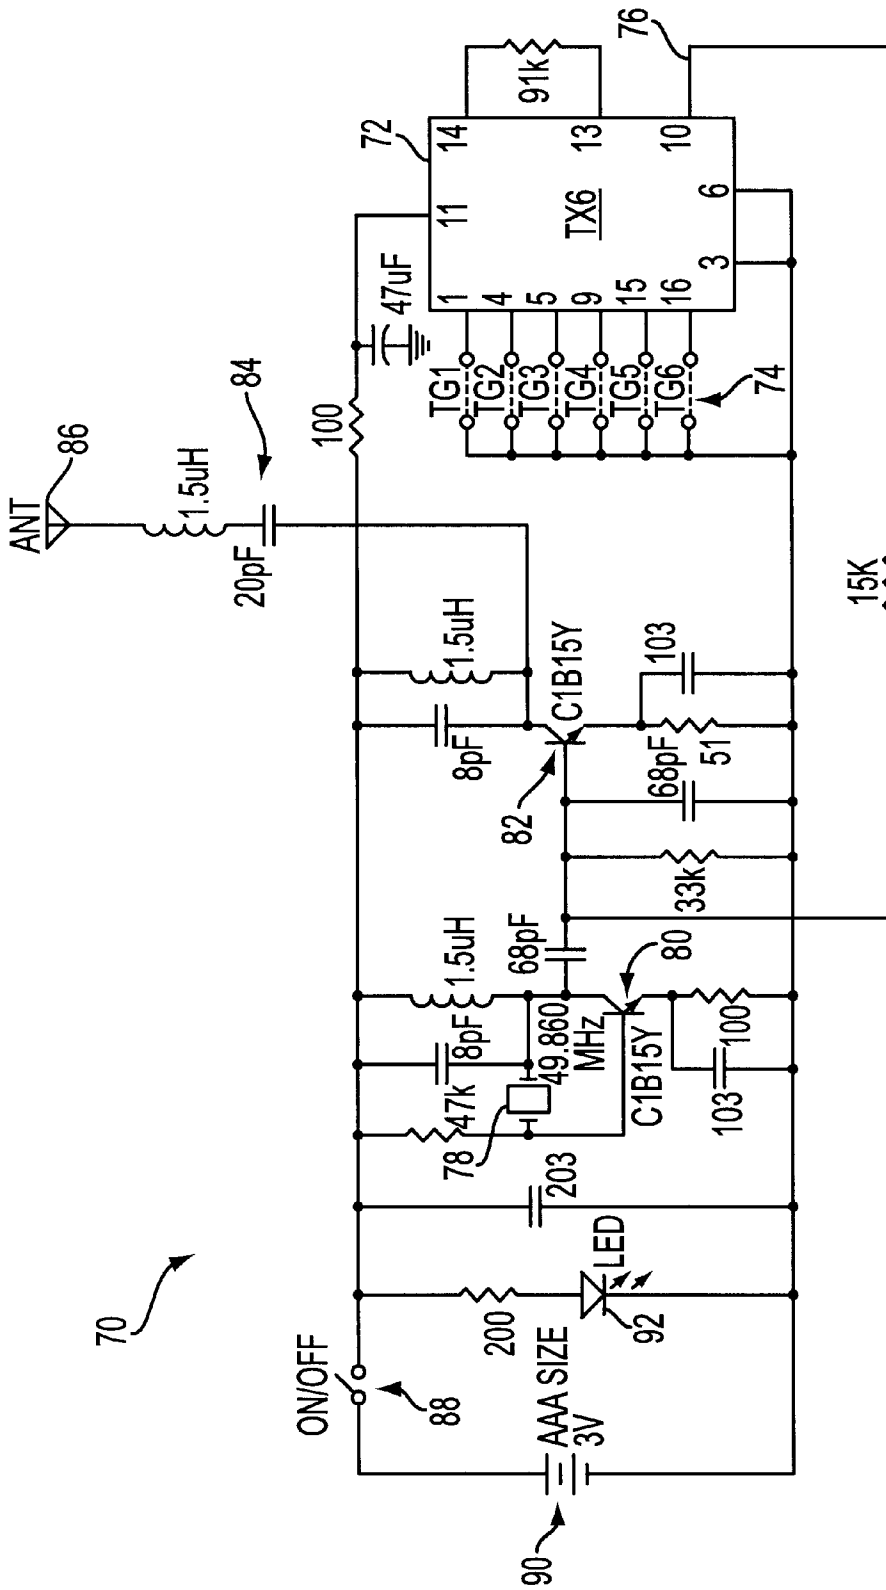 70
ANT
86
84
1.5uH
20pF
ON/OFF
88
90
AAA SIZE
3V
200
LED
92
203
47k
78
8pF
1.5uH
49.860
MHz
C1B15Y
80
103
100
68pF
33k
68pF
82
8pF
1.5uH
C1B15Y
103
51
100
47uF
TG1
TG2
TG3
TG4
TG5
TG6
74
1
4
5
9
15
16
11
TX6
3
6
14
13
10
72
91k
76
15K